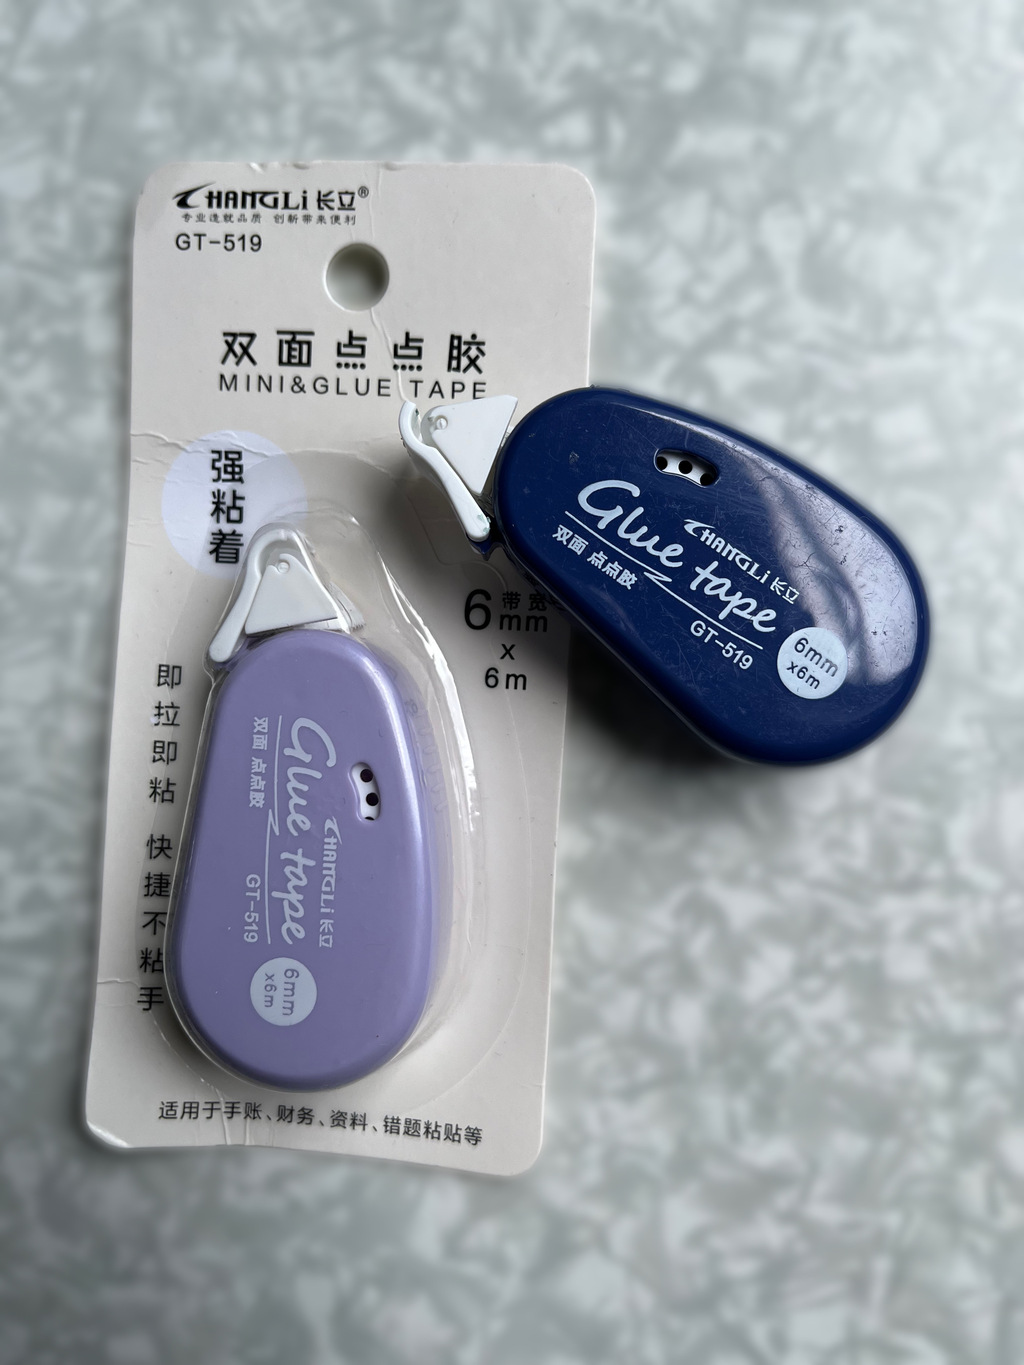 CHANGLi 长立®
专业造就品质 创新带来便利
GT-519
双面点点胶
MINI&GLUE TAPE
强粘着
6mm 带宽
x
6m
即拉即粘 快捷不粘手
Glue tape
双面 点点胶
CHANGLi 长立
GT-519
6mm
x6m
Glue tape
双面 点点胶
CHANGLi 长立
GT-519
6mm
x6m
适用于手账、财务、资料、错题粘贴等